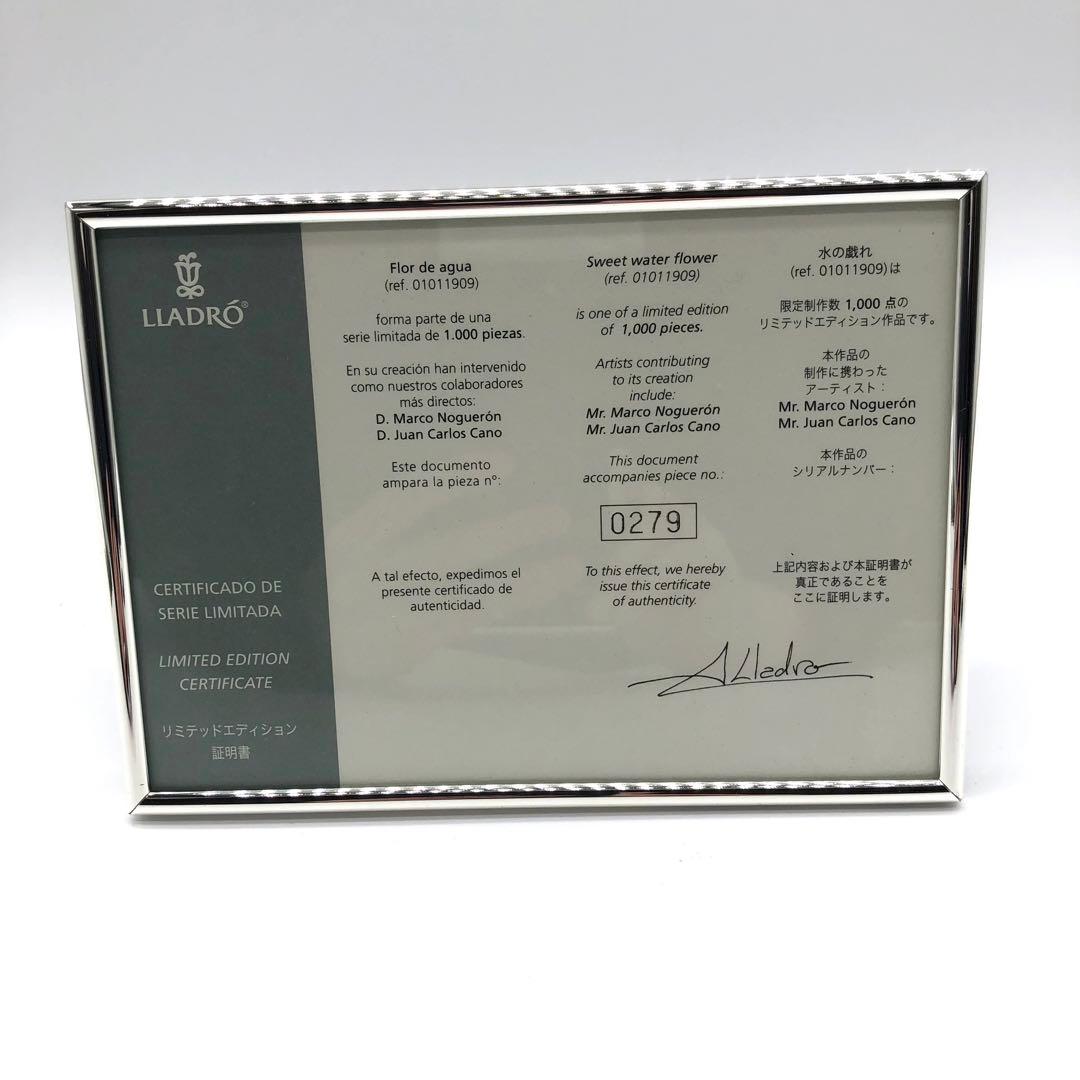 LLADRÓ®
CERTIFICADO DE
SERIE LIMITADA
LIMITED EDITION
CERTIFICATE
リミテッドエディション
証明書
Flor de agua
(ref. 01011909)
forma parte de una
serie limitada de 1.000 piezas.
En su creación han intervenido
como nuestros colaboradores
más directos:
D. Marco Noguerón
D. Juan Carlos Cano
Este documento
ampara la pieza nº:
A tal efecto, expedimos el
presente certificado de
autenticidad.
Sweet water flower
(ref. 01011909)
is one of a limited edition
of 1,000 pieces.
Artists contributing
to its creation
include:
Mr. Marco Noguerón
Mr. Juan Carlos Cano
This document
accompanies piece no.:
0279
To this effect, we hereby
issue this certificate
of authenticity.
水の戯れ
(ref. 01011909)は
限定制作数 1,000 点の
リミテッドエディション作品です。
本作品の
制作に携わった
アーティスト：
Mr. Marco Noguerón
Mr. Juan Carlos Cano
本作品の
シリアルナンバー：
上記内容および本証明書が
真正であることを
ここに証明します。
A Lladro